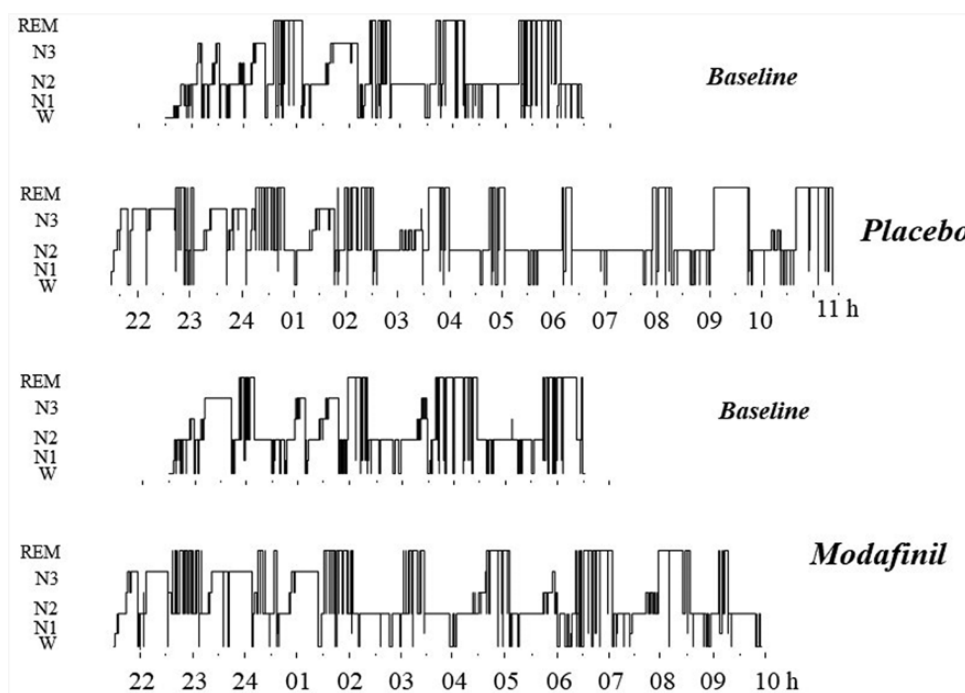 REM
N3
N2
N1
W
Baseline
REM
N3
N2
N1
W
Placebo
22 23 24 01 02 03 04 05 06 07 08 09 10 11 h
REM
N3
N2
N1
W
Baseline
REM
N3
N2
N1
W
Modafinil
22 23 24 01 02 03 04 05 06 07 08 09 10 h